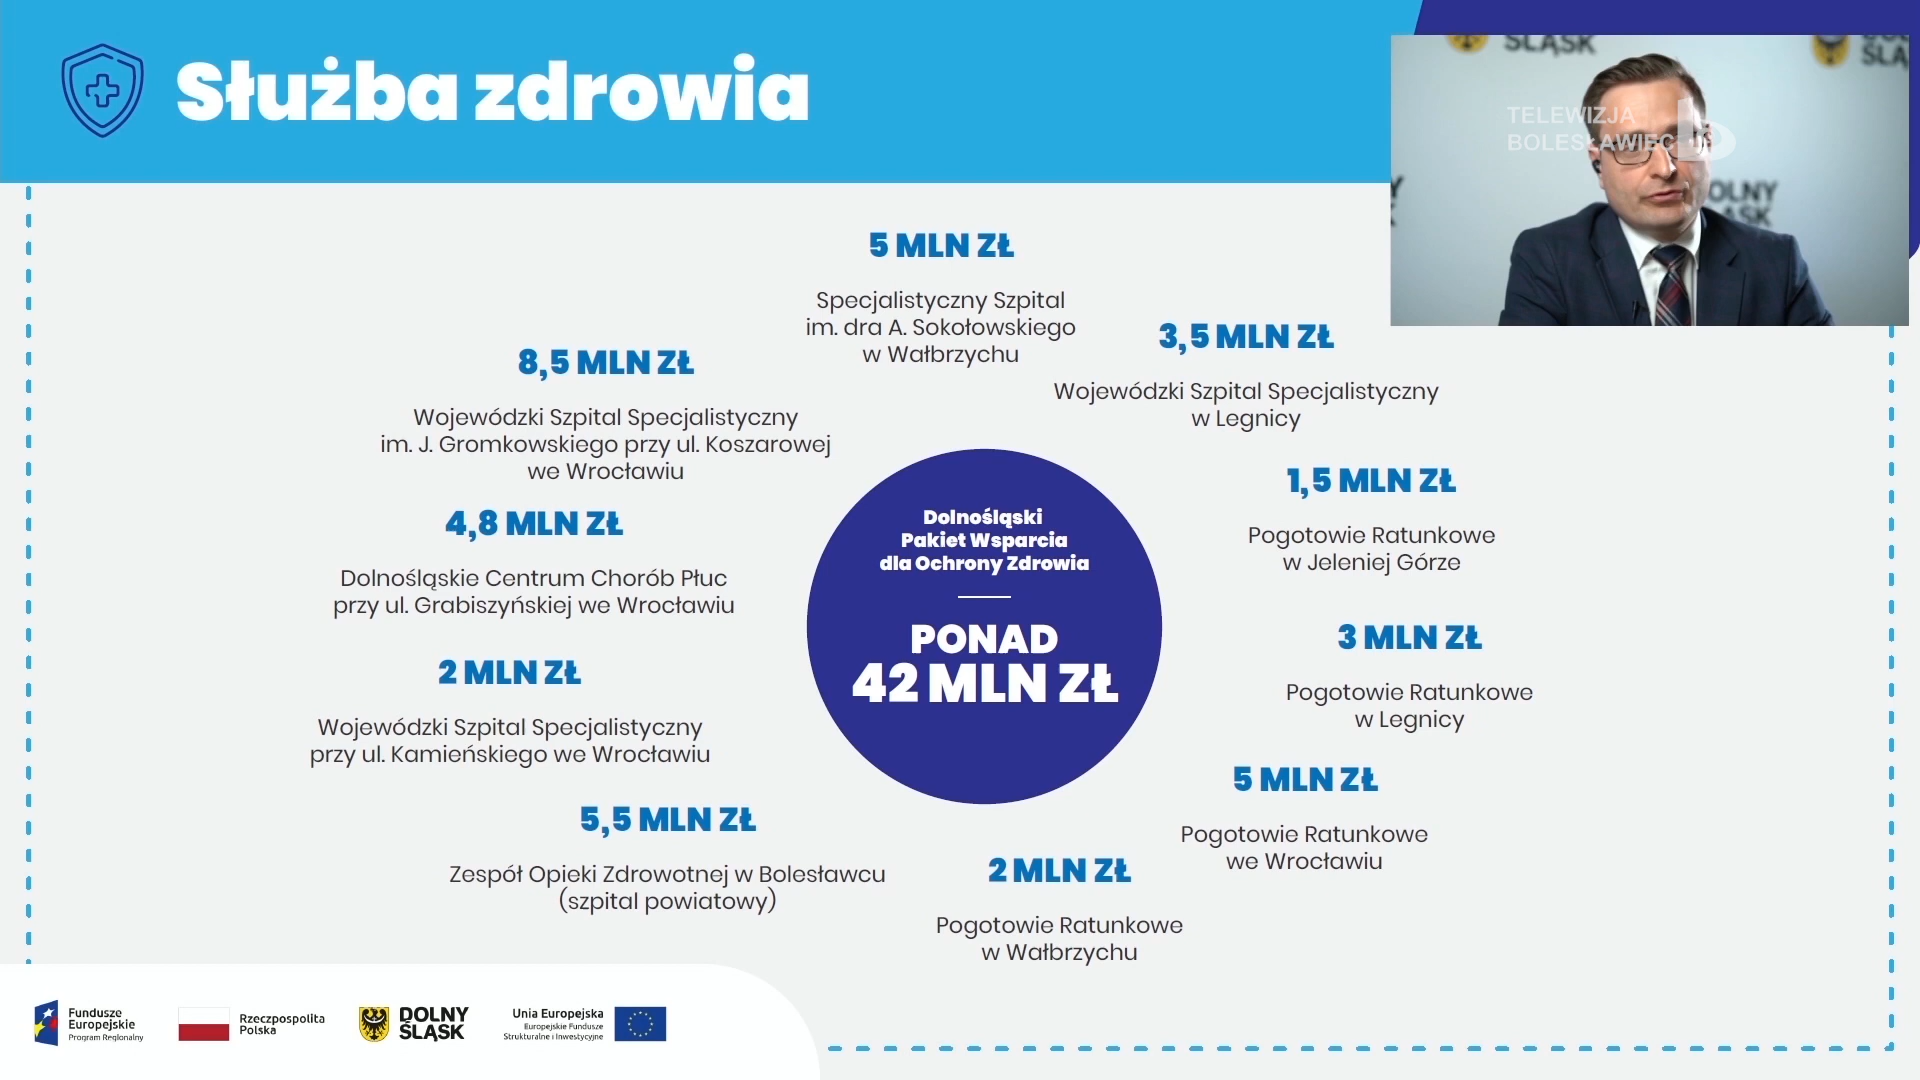 Służba zdrowia
ŚLĄSK
TELEWIZJA
BOLESŁAWIEC
DOLNY
5 MLN ZŁ
Specjalistyczny Szpital
im. dra A. Sokołowskiego
w Wałbrzychu
3,5 MLN ZŁ
Wojewódzki Szpital Specjalistyczny
w Legnicy
8,5 MLN ZŁ
Wojewódzki Szpital Specjalistyczny
im. J. Gromkowskiego przy ul. Koszarowej
we Wrocławiu
1,5 MLN ZŁ
Pogotowie Ratunkowe
w Jeleniej Górze
4,8 MLN ZŁ
Dolnośląskie Centrum Chorób Płuc
przy ul. Grabiszyńskiej we Wrocławiu
Dolnośląski
Pakiet Wsparcia
dla Ochrony Zdrowia
PONAD
42 MLN ZŁ
3 MLN ZŁ
Pogotowie Ratunkowe
w Legnicy
2 MLN ZŁ
Wojewódzki Szpital Specjalistyczny
przy ul. Kamieńskiego we Wrocławiu
5 MLN ZŁ
Pogotowie Ratunkowe
we Wrocławiu
5,5 MLN ZŁ
Zespół Opieki Zdrowotnej w Bolesławcu
(szpital powiatowy)
2 MLN ZŁ
Pogotowie Ratunkowe
w Wałbrzychu
Fundusze
Europejskie
Program Regionalny
Rzeczpospolita
Polska
DOLNY
ŚLĄSK
Unia Europejska
Europejskie Fundusze
Strukturalne i Inwestycyjne